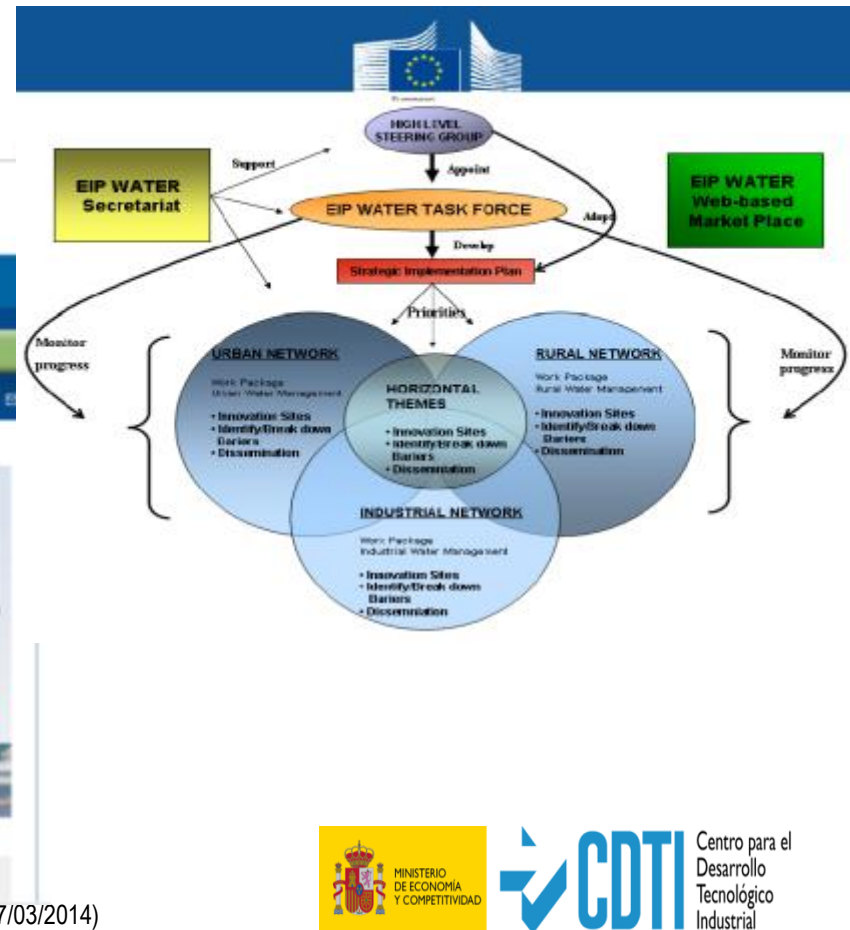 HIGH LEVEL
STEERING GROUP
Support
Appoint
EIP WATER
Secretariat
EIP WATER
Web-based
Market Place
EIP WATER TASK FORCE
Adopt
Develop
Strategic Implementation Plan
Priorities
Monitor
progress
Monitor
progress
URBAN NETWORK
Work Package
Urban Water Management
• Innovation Sites
• Identify/Break down
Bariers
• Dissemination
HORIZONTAL
THEMES
• Innovation Sites
• Identify/Break down
Bariers
• Dissemination
RURAL NETWORK
Work Package
Rural Water Management
• Innovation Sites
• Identify/Break down
Bariers
• Dissemination
INDUSTRIAL NETWORK
Work Package
Industrial Water Management
• Innovation Sites
• Identify/Break down
Bariers
• Dissemniation
7/03/2014)
MINISTERIO
DE ECONOMÍA
Y COMPETITIVIDAD
CDTI
Centro para el
Desarrollo
Tecnológico
Industrial